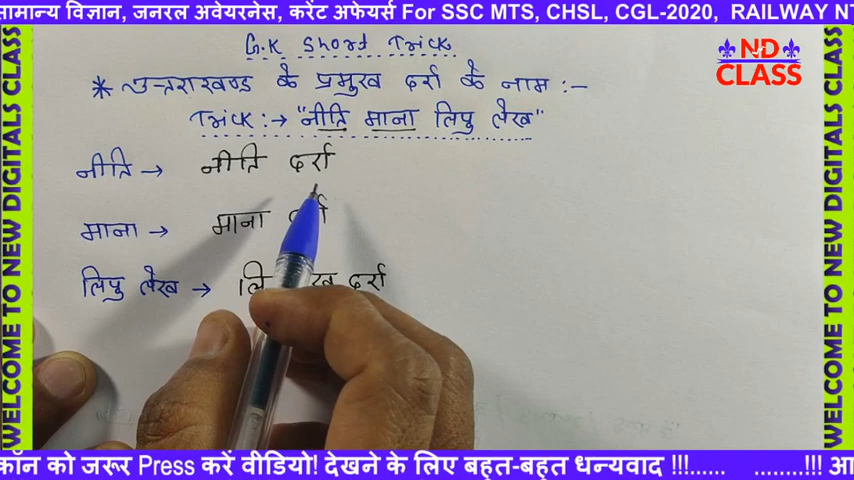 सामान्य विज्ञान, जनरल अवेयरनेस, करेंट अफेयर्स For SSC MTS, CHSL, CGL-2020, RAILWAY NT
ND
CLASS
G.K Short Trick
* उत्तराखण्ड के प्रमुख दर्रा के नाम :-
Trick :→ "नीति माना लिपु लेख"
नीति → नीति दर्रा
माना → माना
लिपु लेख → लि ख दर्रा
WELCOME TO NEW DIGITALS CLASS
WELCOME TO NEW DIGITALS CLASS
कॉन को जरूर Press करें वीडियो! देखने के लिए बहुत-बहुत धन्यवाद !!!...... ........!!! आ